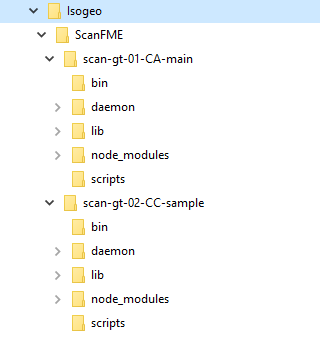 Isogeo
ScanFME
scan-gt-01-CA-main
bin
daemon
lib
node_modules
scripts
scan-gt-02-CC-sample
bin
daemon
lib
node_modules
scripts